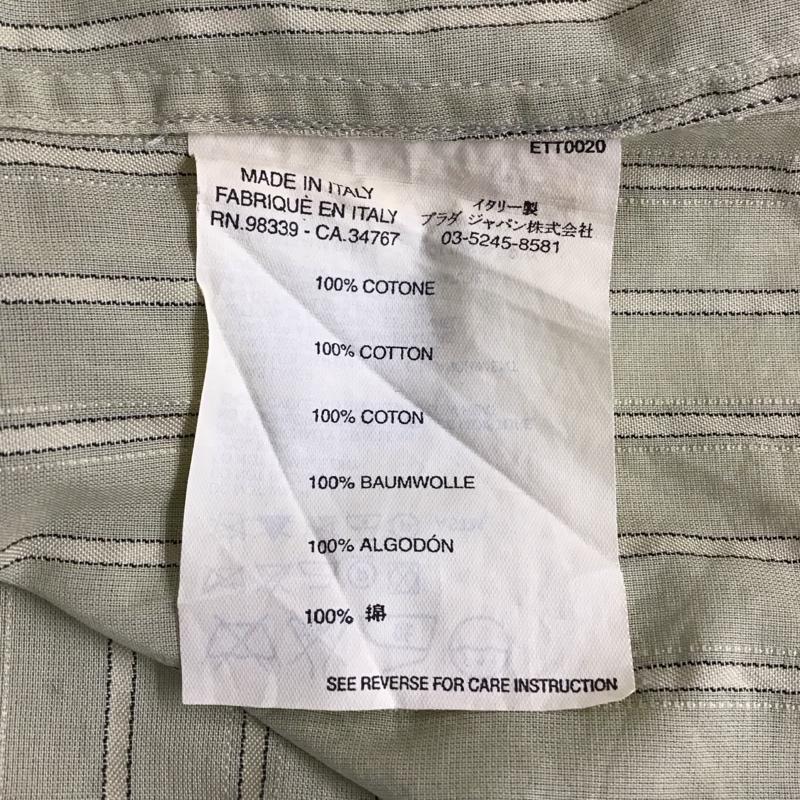 ETT0020
MADE IN ITALY
FABRIQUÈ EN ITALY
RN.98339 - CA.34767
イタリー製
プラダ ジャパン株式会社
03-5245-8581
100% COTONE
100% COTTON
100% COTON
100% BAUMWOLLE
100% ALGODÓN
100% 綿
SEE REVERSE FOR CARE INSTRUCTION